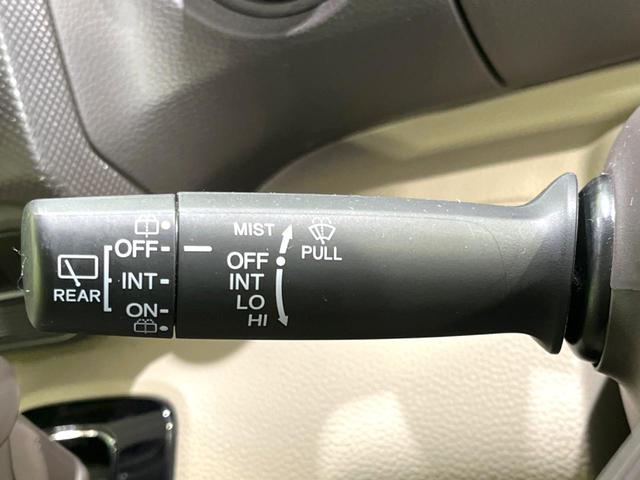 OFF
REAR
INT
ON
MIST
PULL
OFF
INT
LO
HI